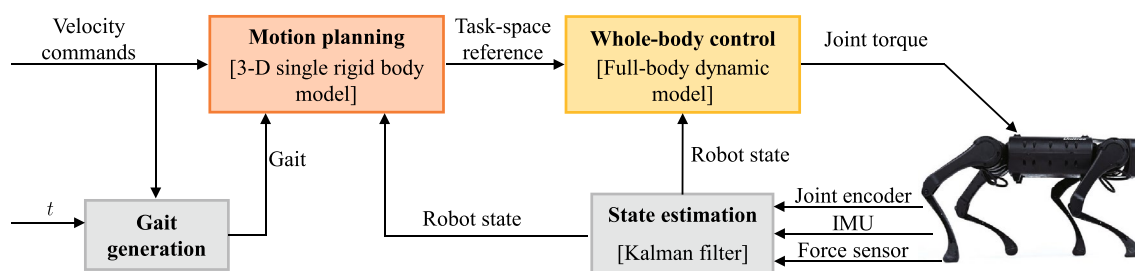 Velocity
commands
Motion planning
[3-D single rigid body
model]
Task-space
reference
Whole-body control
[Full-body dynamic
model]
Joint torque
Gait
Robot state
t
Gait
generation
Robot state
State estimation
[Kalman filter]
Joint encoder
IMU
Force sensor